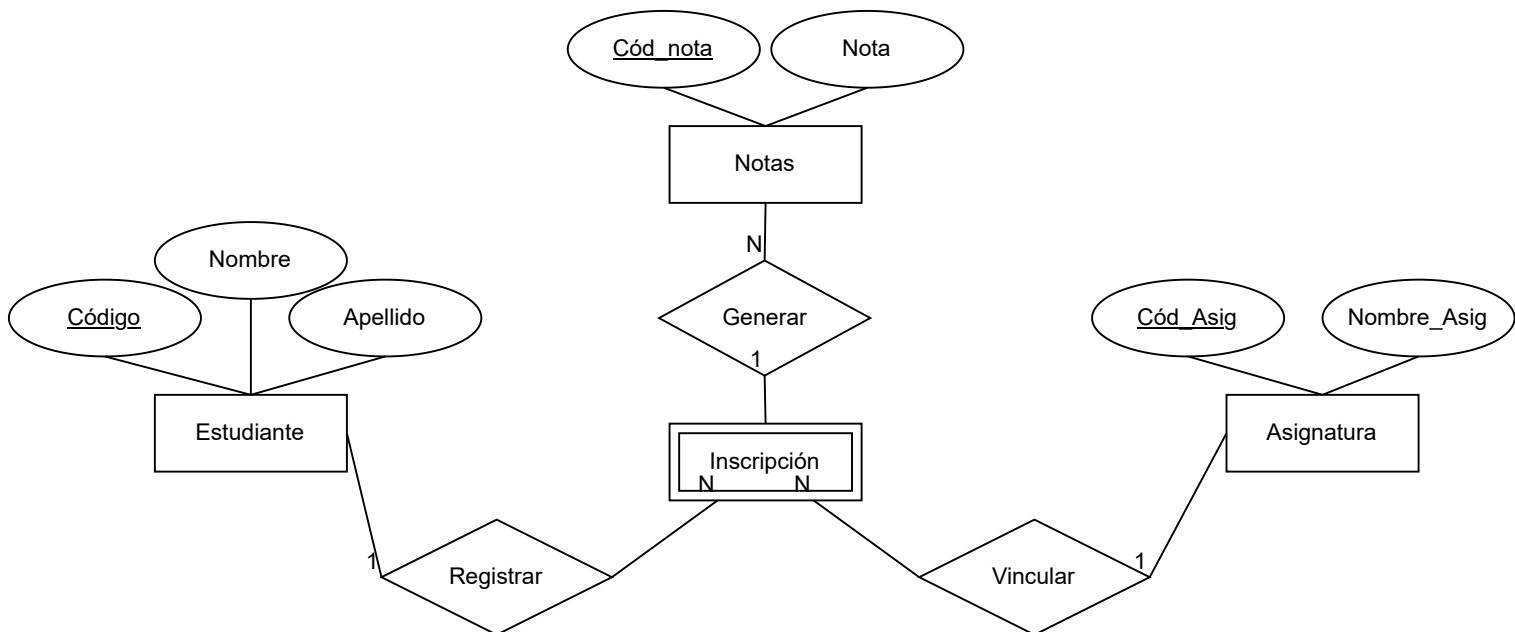 Cód_nota
Nota
Notas
N
Generar
1
Nombre
Código
Apellido
Estudiante
Cód_Asig
Nombre_Asig
Asignatura
Inscripción
N
N
1
Registrar
Vincular
1